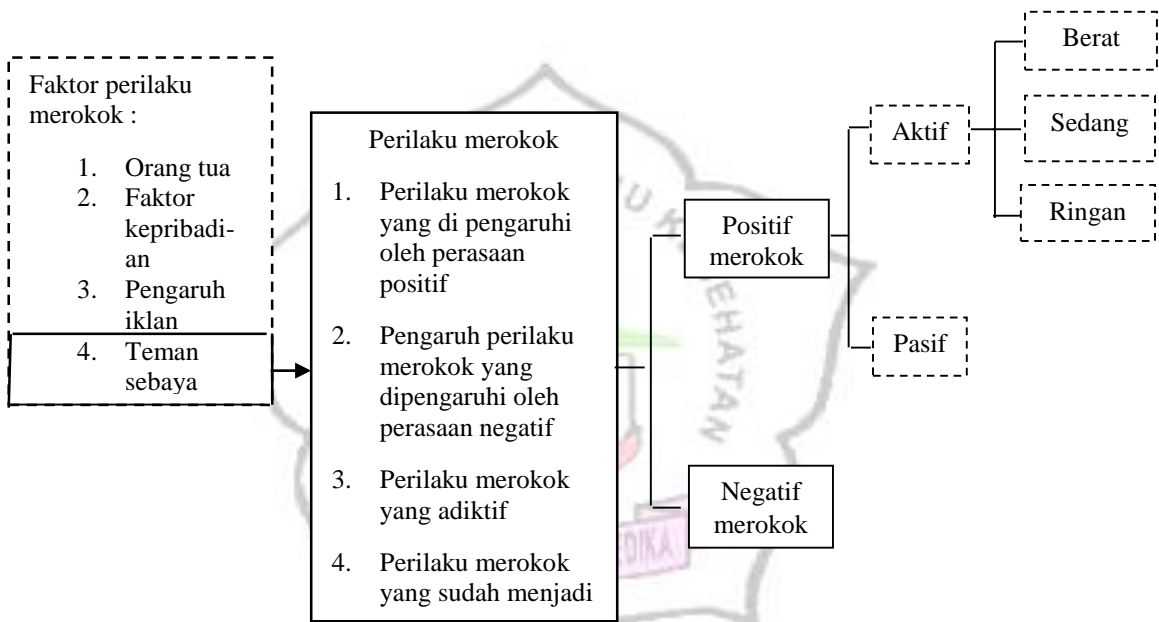 Faktor perilaku
merokok :
1. Orang tua
2. Faktor
kepribadi-
an
3. Pengaruh
iklan
4. Teman
sebaya
Perilaku merokok
1. Perilaku merokok
yang di pengaruhi
oleh perasaan
positif
2. Pengaruh perilaku
merokok yang
dipengaruhi oleh
perasaan negatif
3. Perilaku merokok
yang adiktif
4. Perilaku merokok
yang sudah menjadi
Positif
merokok
Negatif
merokok
Aktif
Pasif
Berat
Sedang
Ringan
EHATAN
EDIKA